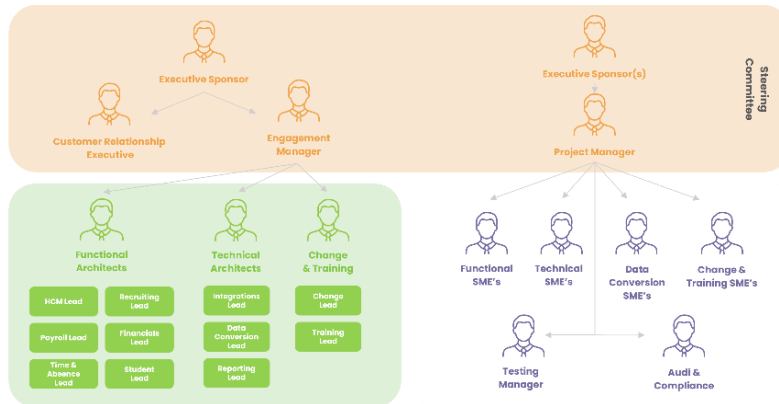 Executive Sponsor
Executive Sponsor(s)
Steering
Committee
Customer Relationship
Executive
Engagement
Manager
Project Manager
Functional
Architects
Technical
Architects
Change
& Training
HCM Lead
Recruiting
Lead
Payroll Lead
Financials
Lead
Time &
Absence
Lead
Student
Lead
Integrations
Lead
Data
Conversion
Lead
Reporting
Lead
Change
Lead
Training
Lead
Functional
SME's
Technical
SME's
Data
Conversion
SME's
Change &
Training SME's
Testing
Manager
Audi &
Compliance